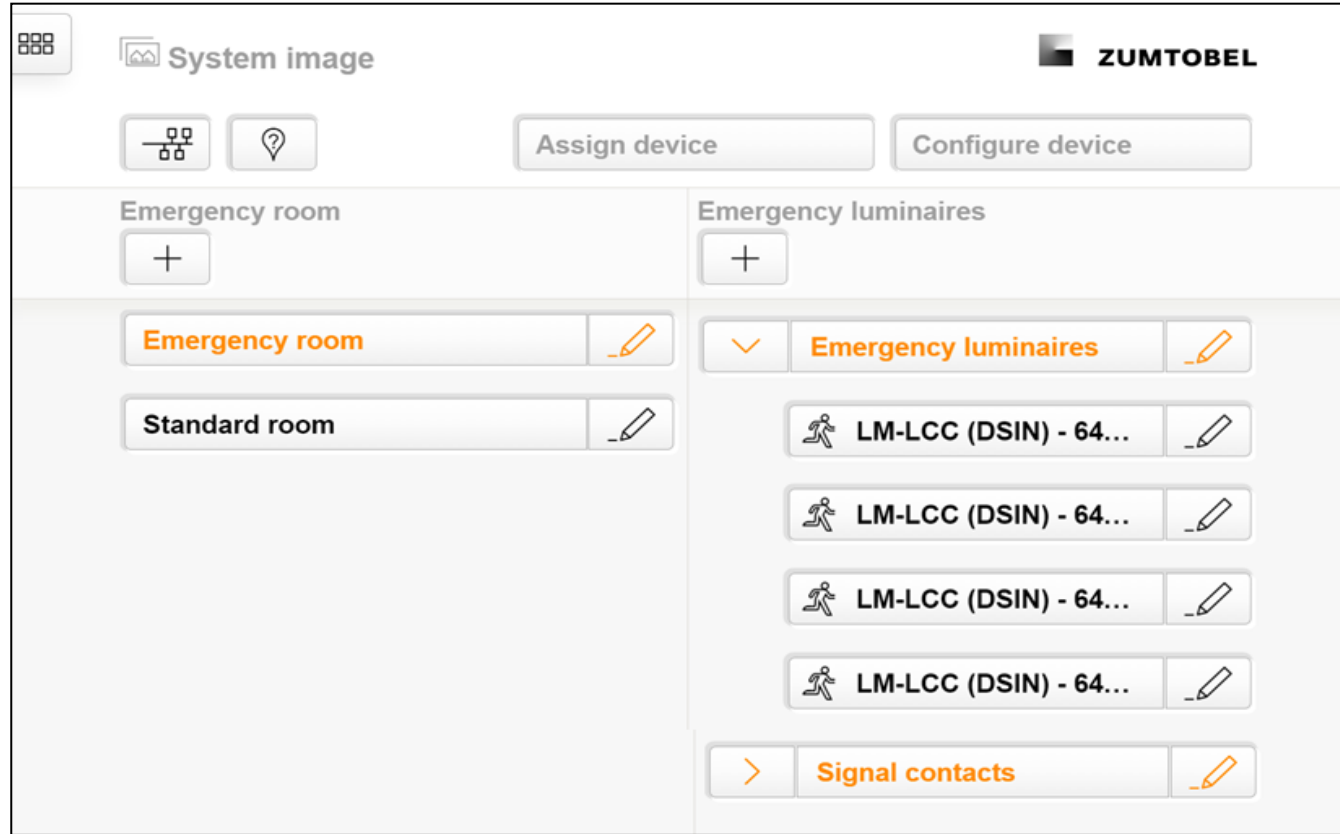 System image
ZUMTOBEL
Assign device
Configure device
Emergency room
Emergency luminaires
Emergency room
Emergency luminaires
Standard room
LM-LCC (DSIN) - 64...
LM-LCC (DSIN) - 64...
LM-LCC (DSIN) - 64...
LM-LCC (DSIN) - 64...
Signal contacts